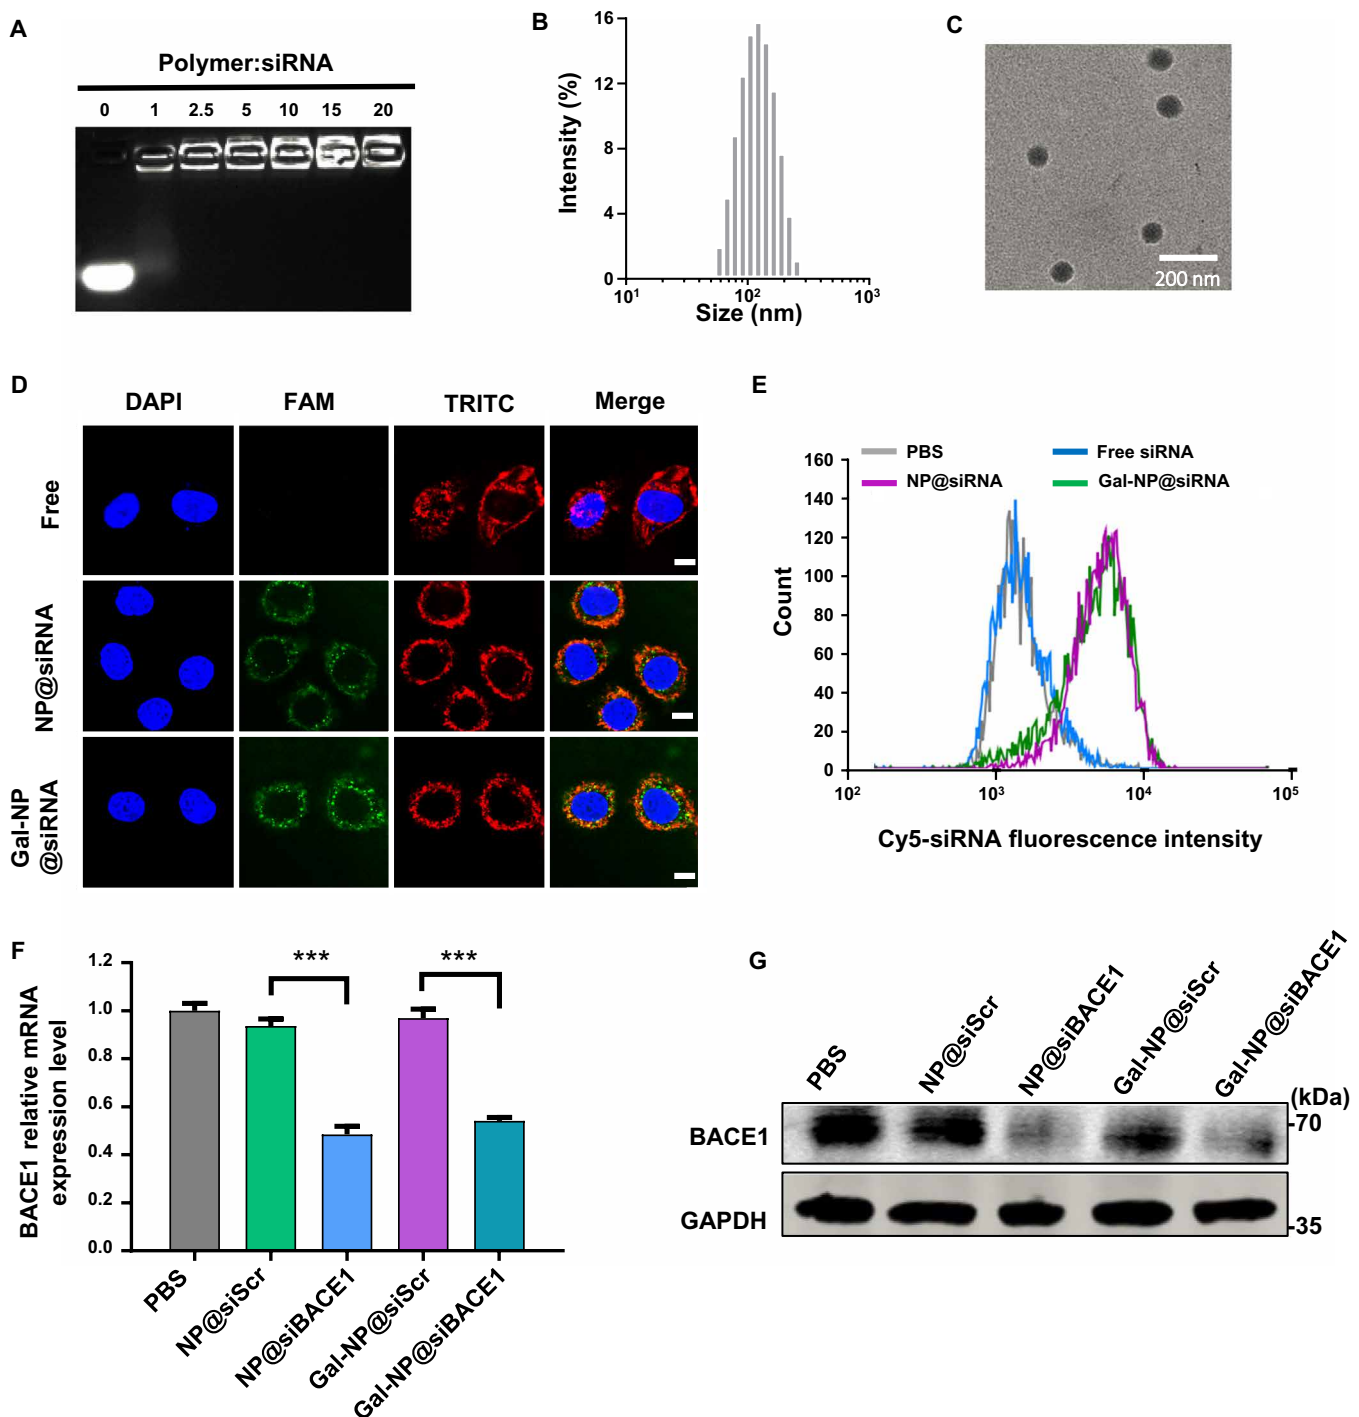 A
Polymer:siRNA
0 1 2.5 5 10 15 20
B
Intensity (%)
16
12
8
4
0
10¹ 10² 10³
Size (nm)
C
200 nm
D
DAPI FAM TRITC Merge
Free
NP@siRNA
Gal-NP
@siRNA
E
PBS Free siRNA
NP@siRNA Gal-NP@siRNA
Count
160
140
120
100
80
60
40
20
0
10² 10³ 10⁴ 10⁵
Cy5-siRNA fluorescence intensity
F
BACE1 relative mRNA
expression level
1.2
1.0
0.8
0.6
0.4
0.2
0.0
*** ***
PBS
NP@siScr
NP@siBACE1
Gal-NP@siScr
Gal-NP@siBACE1
G
PBS
NP@siScr
NP@siBACE1
Gal-NP@siScr
Gal-NP@siBACE1
(kDa)
BACE1 -70
GAPDH -35